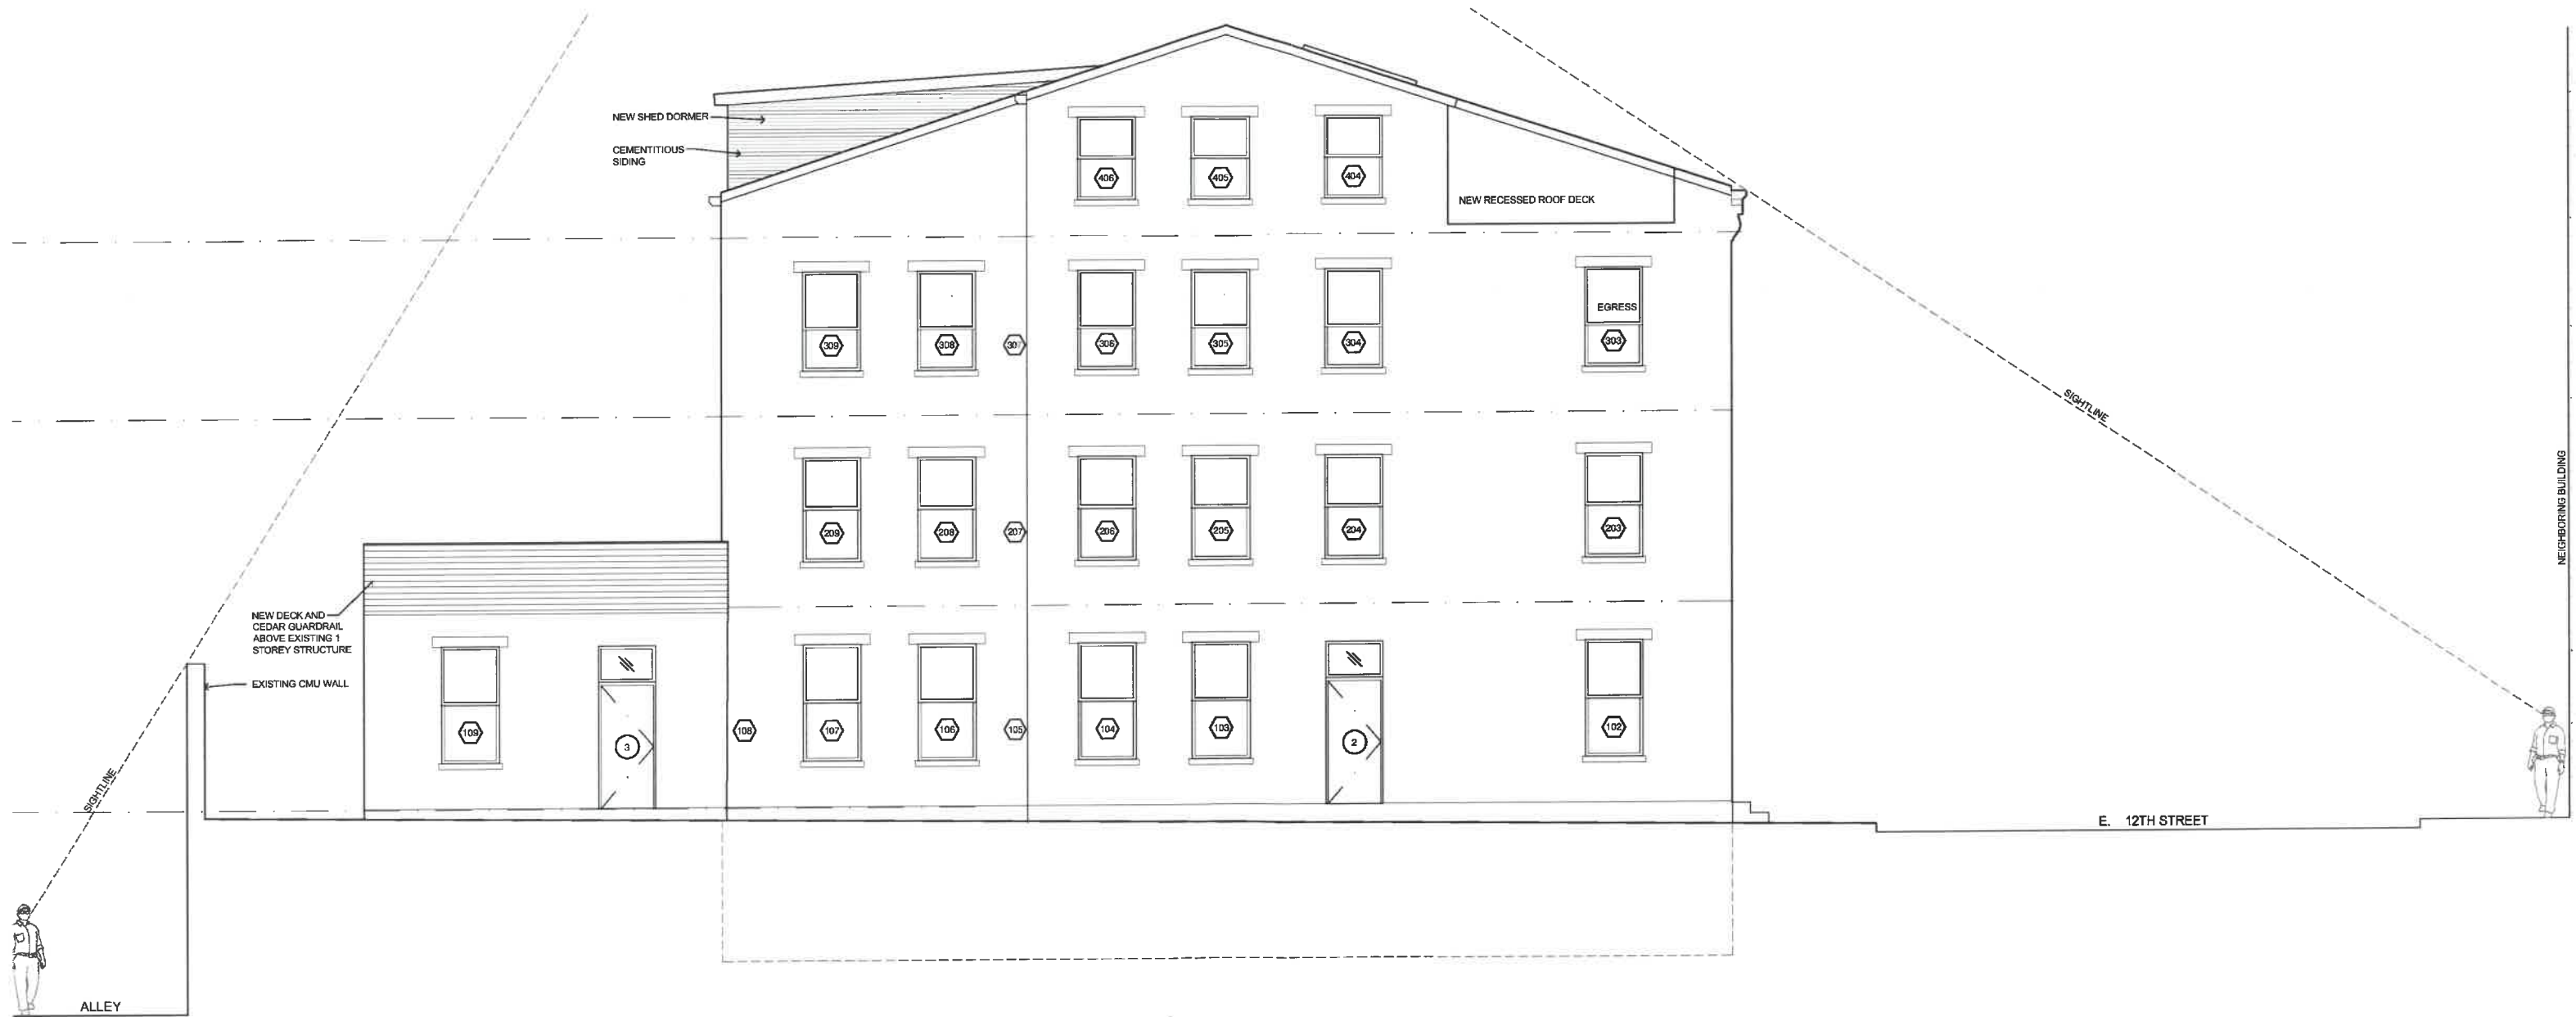 NEW SHED DORMER
CEMENTITIOUS
SIDING
406
405
404
NEW RECESSED ROOF DECK
309
308
307
306
305
304
EGRESS
303
SIGHTLINE
NEIGHBORING BUILDING
209
208
207
206
205
204
203
NEW DECK AND
CEDAR GUARDRAIL
ABOVE EXISTING 1
STOREY STRUCTURE
EXISTING CMU WALL
109
3
108
107
106
105
104
103
2
102
SIGHTLINE
E. 12TH STREET
ALLEY